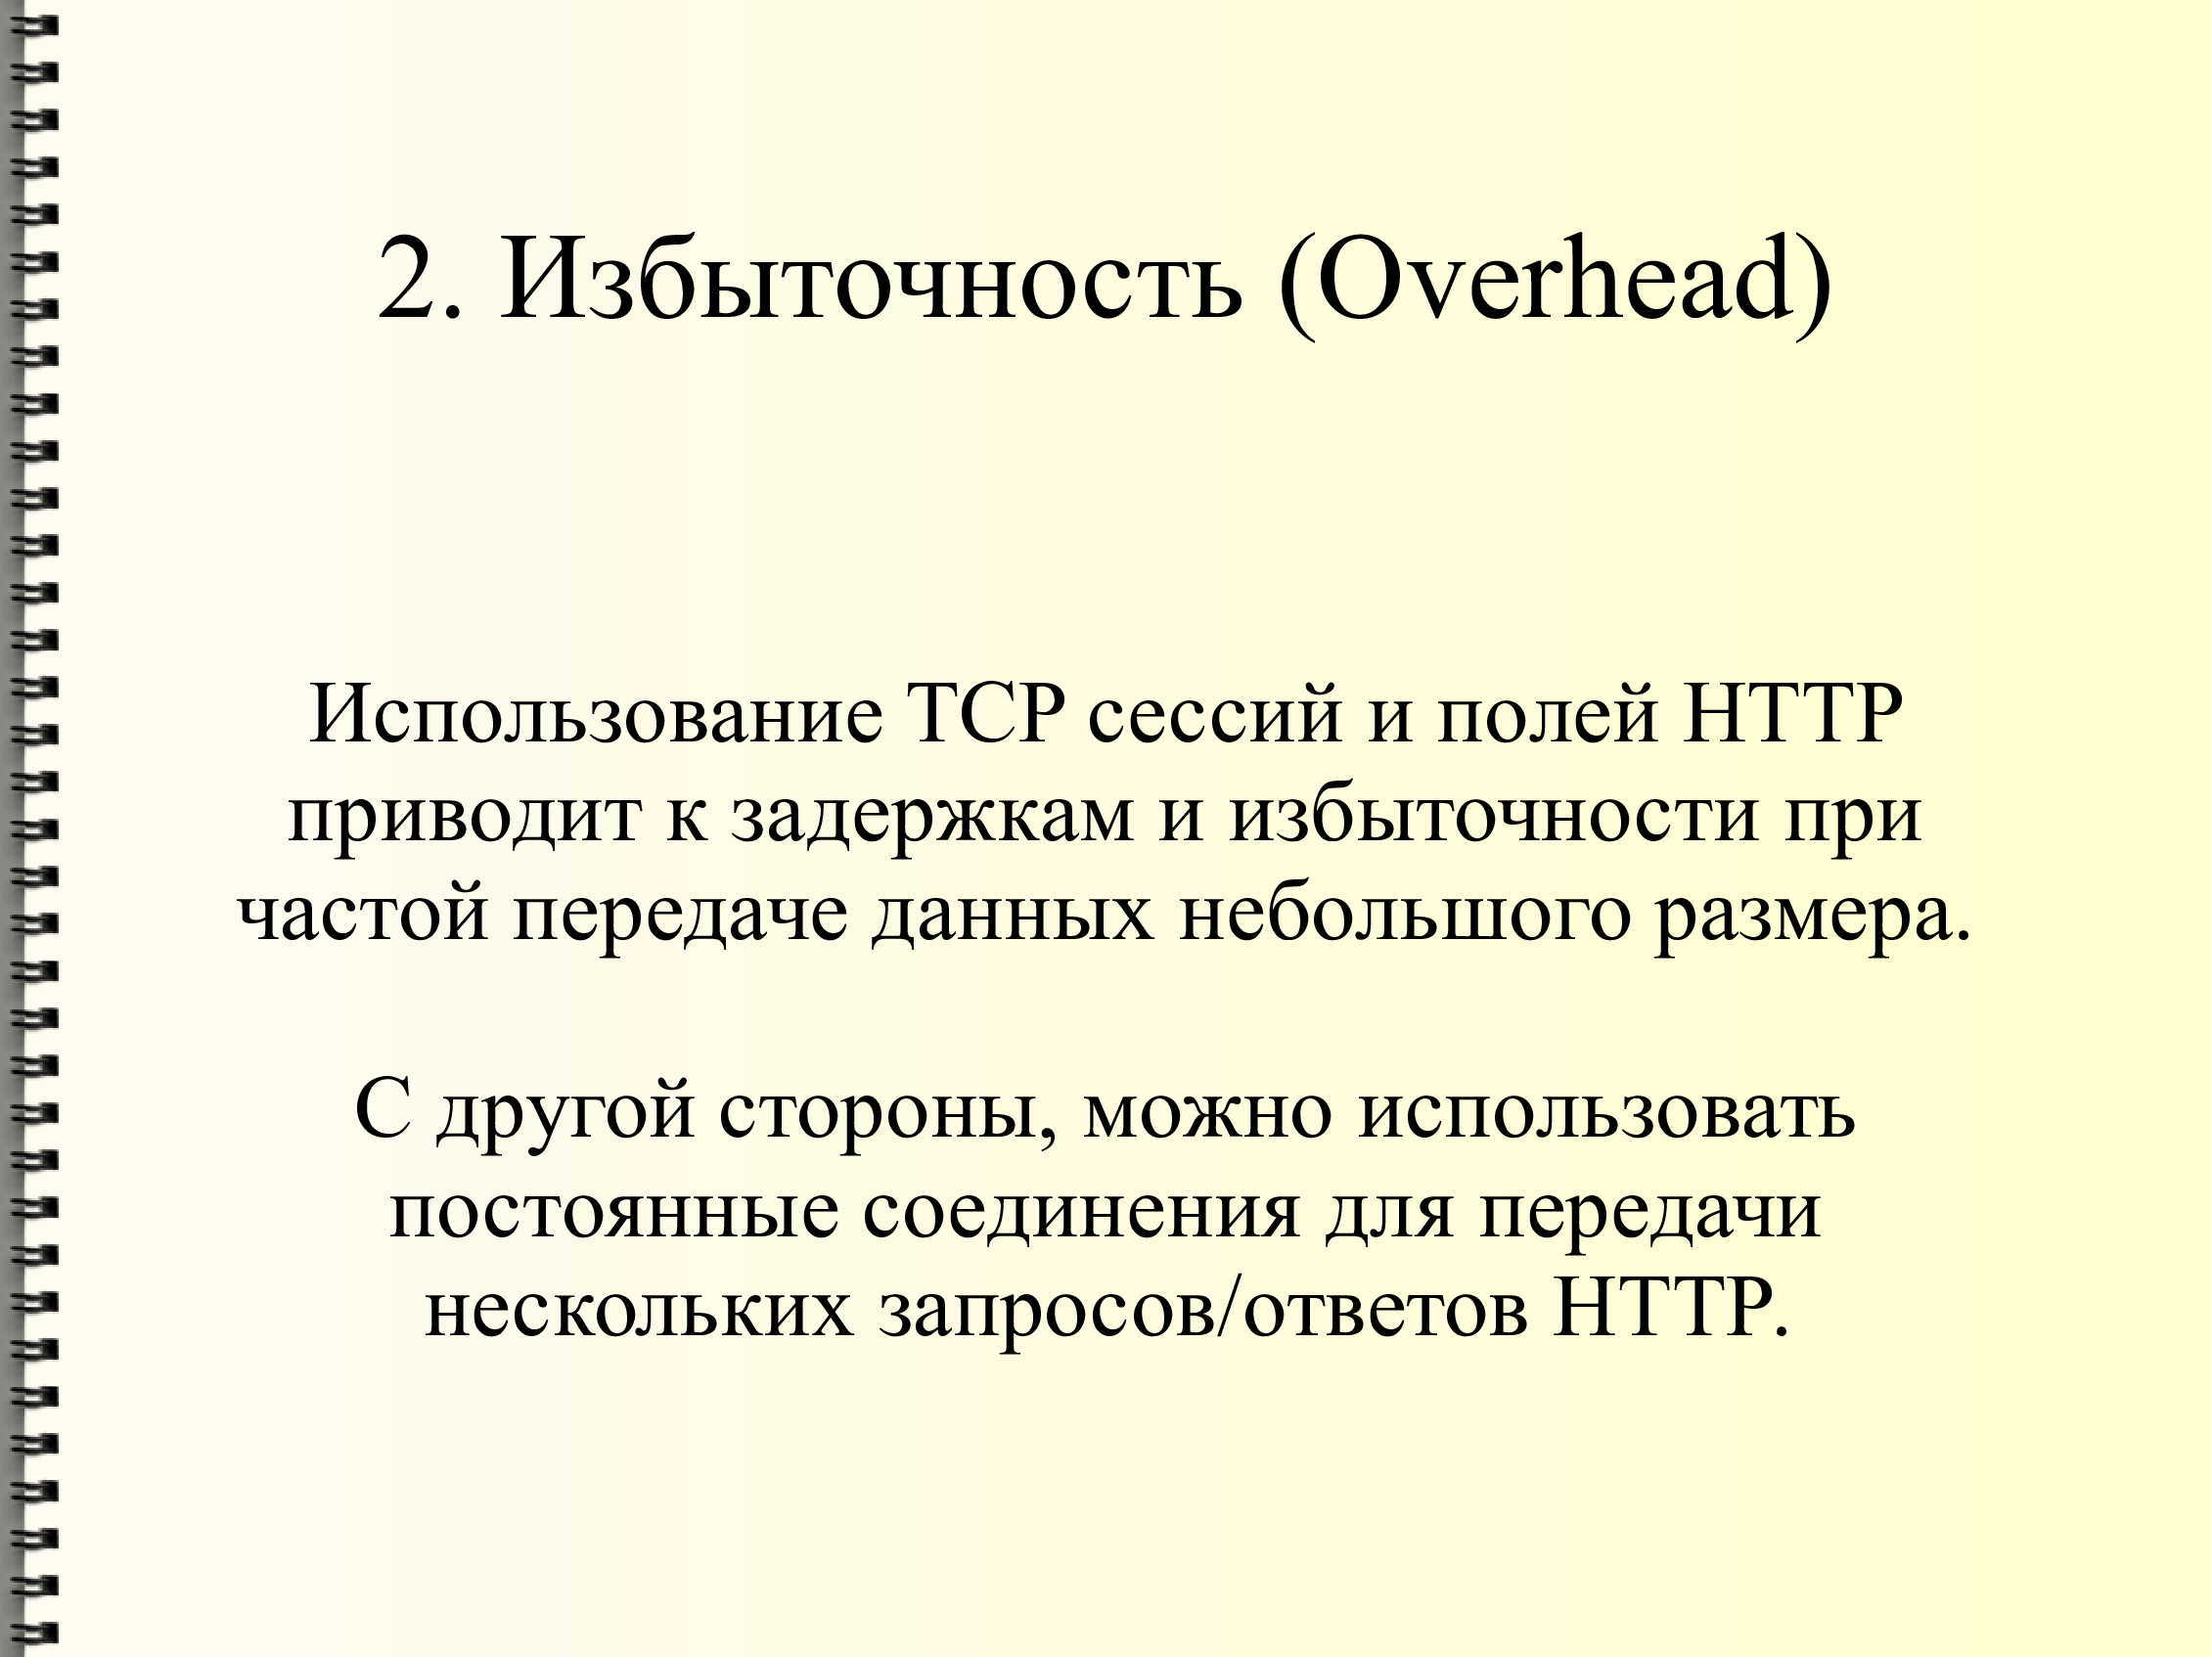 2. Избыточность (Overhead)
Использование TCP сессий и полей HTTP
приводит к задержкам и избыточности при
частой передаче данных небольшого размера.
С другой стороны, можно использовать
постоянные соединения для передачи
нескольких запросов/ответов HTTP.